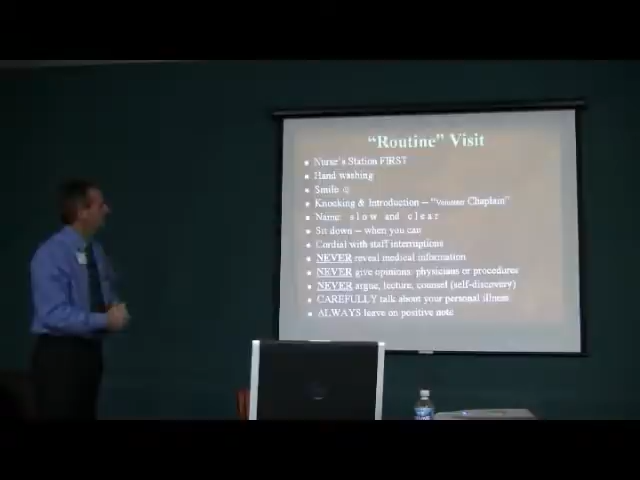 “Routine” Visit
Nurse's Station FIRST
Hand washing
Smile ☺
Knocking & Introduction – “Volunteer Chaplain”
Name: s l o w and c l e a r
Sit down – when you can
Cordial with staff interruptions
NEVER reveal medical information
NEVER give opinions: physicians or procedures
NEVER argue, lecture, counsel (self-discovery)
CAREFULLY talk about your personal illness
ALWAYS leave on positive note